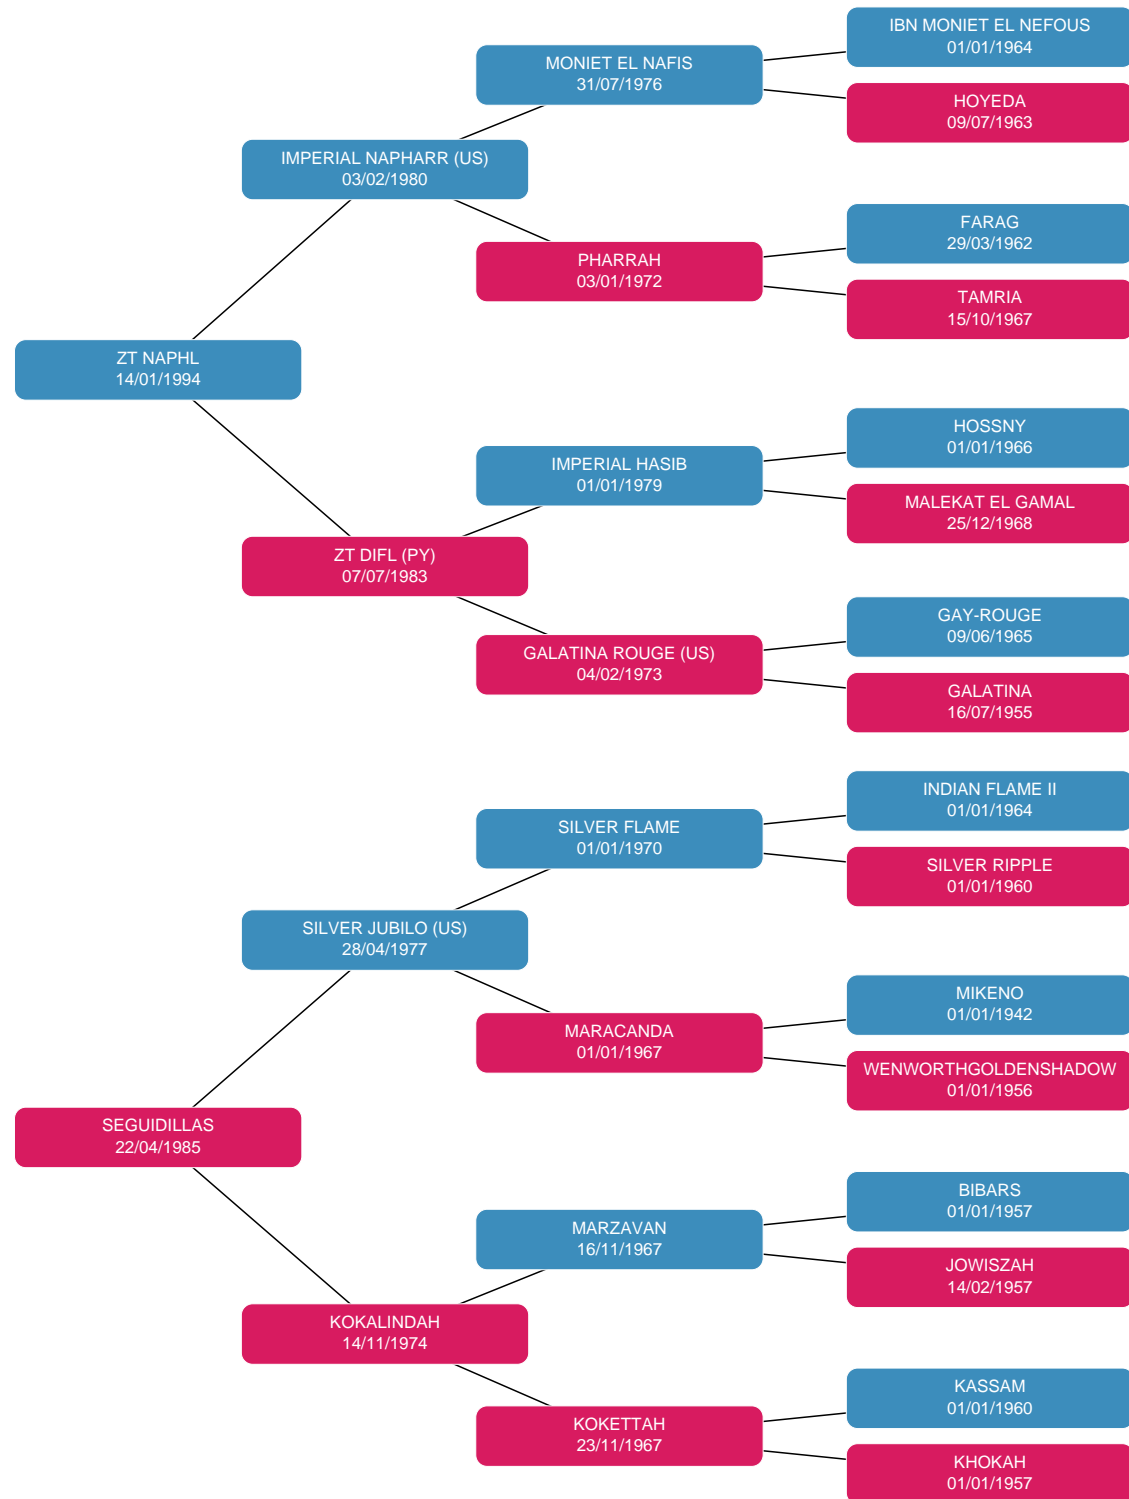 IBN MONIET EL NEFOUS
01/01/1964
MONIET EL NAFIS
31/07/1976
HOYEDA
09/07/1963
IMPERIAL NAPHARR (US)
03/02/1980
FARAG
29/03/1962
PHARRAH
03/01/1972
TAMRIA
15/10/1967
ZT NAPHL
14/01/1994
HOSSNY
01/01/1966
IMPERIAL HASIB
01/01/1979
MALEKAT EL GAMAL
25/12/1968
ZT DIFL (PY)
07/07/1983
GAY-ROUGE
09/06/1965
GALATINA ROUGE (US)
04/02/1973
GALATINA
16/07/1955
INDIAN FLAME II
01/01/1964
SILVER FLAME
01/01/1970
SILVER RIPPLE
01/01/1960
SILVER JUBILO (US)
28/04/1977
MIKENO
01/01/1942
MARACANDA
01/01/1967
WENWORTHGOLDENSHADOW
01/01/1956
SEGUIDILLAS
22/04/1985
BIBARS
01/01/1957
MARZAVAN
16/11/1967
JOWISZAH
14/02/1957
KOKALINDAH
14/11/1974
KASSAM
01/01/1960
KOKETTAH
23/11/1967
KHOKAH
01/01/1957